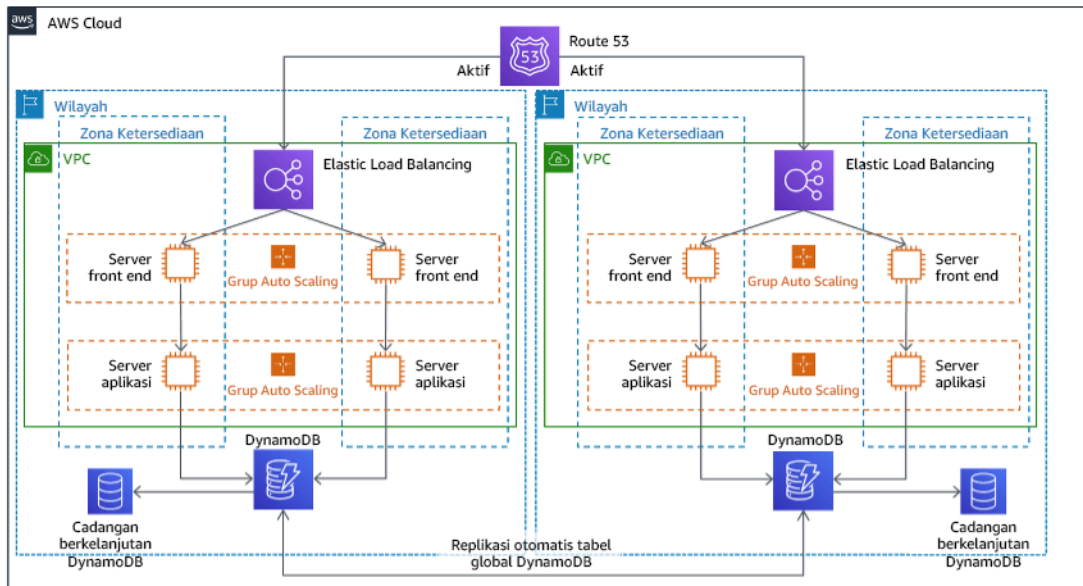 aws
AWS Cloud
53
Route 53
Aktif
Aktif
Wilayah
Zona Ketersediaan
Zona Ketersediaan
VPC
Elastic Load Balancing
Server
front end
Grup Auto Scaling
Server
front end
Server
aplikasi
Grup Auto Scaling
Server
aplikasi
DynamoDB
Cadangan
berkelanjutan
DynamoDB
Wilayah
Zona Ketersediaan
Zona Ketersediaan
VPC
Elastic Load Balancing
Server
front end
Grup Auto Scaling
Server
front end
Server
aplikasi
Grup Auto Scaling
Server
aplikasi
DynamoDB
Cadangan
berkelanjutan
DynamoDB
Replikasi otomatis tabel
global DynamoDB